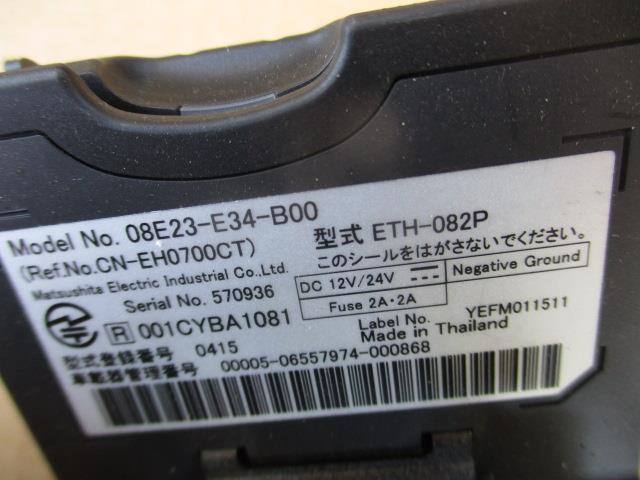 Model No. 08E23-E34-B00
型式 ETH-082P
(Ref.No.CN-EH0700CT)
このシールをはがさないでください。
Matsushita Electric Industrial Co.,Ltd.
DC 12V/24V
Negative Ground
Serial No. 570936
Fuse 2A・2A
R 001CYBA1081
Label No. YEFM011511
Made in Thailand
型式登録番号 0415
車載器管理番号 00005-06557974-000868